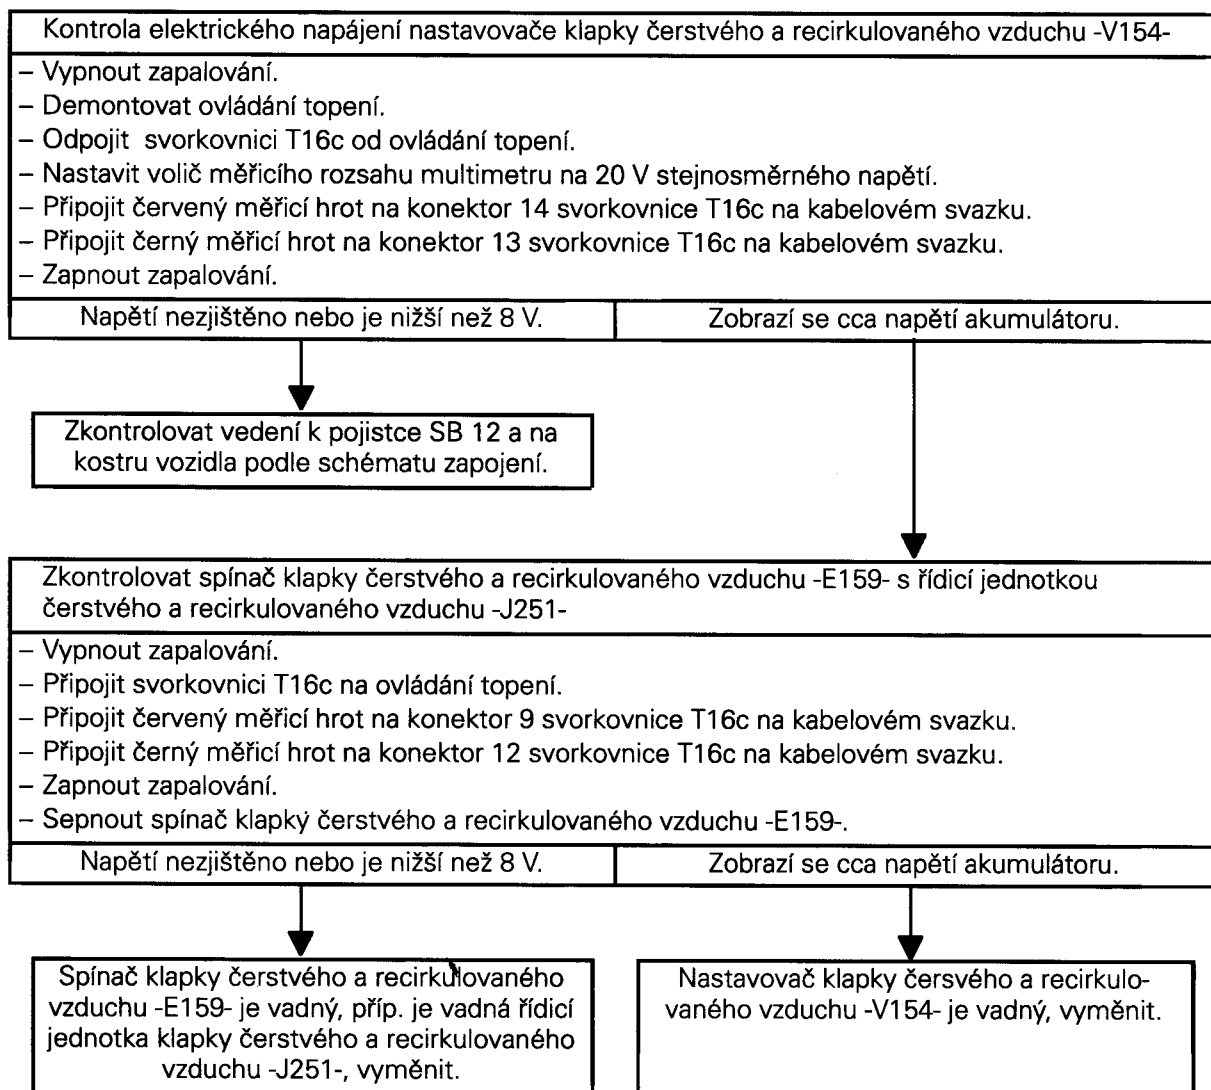 Kontrola elektrického napájení nastavovače klapky čerstvého a recirkulovaného vzduchu -V154-
– Vypnout zapalování.
– Demontovat ovládání topení.
– Odpojit svorkovnici T16c od ovládání topení.
– Nastavit volič měřicího rozsahu multimetru na 20 V stejnosměrného napětí.
– Připojit červený měřicí hrot na konektor 14 svorkovnice T16c na kabelovém svazku.
– Připojit černý měřicí hrot na konektor 13 svorkovnice T16c na kabelovém svazku.
– Zapnout zapalování.
Napětí nezjištěno nebo je nižší než 8 V.
Zobrazí se cca napětí akumulátoru.
Zkontrolovat vedení k pojistce SB 12 a na
kostru vozidla podle schématu zapojení.
Zkontrolovat spínač klapky čerstvého a recirkulovaného vzduchu -E159- s řídicí jednotkou
čerstvého a recirkulovaného vzduchu -J251-
– Vypnout zapalování.
– Připojit svorkovnici T16c na ovládání topení.
– Připojit červený měřicí hrot na konektor 9 svorkovnice T16c na kabelovém svazku.
– Připojit černý měřicí hrot na konektor 12 svorkovnice T16c na kabelovém svazku.
– Zapnout zapalování.
– Sepnout spínač klapky čerstvého a recirkulovaného vzduchu -E159-.
Napětí nezjištěno nebo je nižší než 8 V.
Zobrazí se cca napětí akumulátoru.
Spínač klapky čerstvého a recirkulovaného
vzduchu -E159- je vadný, příp. je vadná řídicí
jednotka klapky čerstvého a recirkulovaného
vzduchu -J251-, vyměnit.
Nastavovač klapky čersvého a recirkulo-
vaného vzduchu -V154- je vadný, vyměnit.